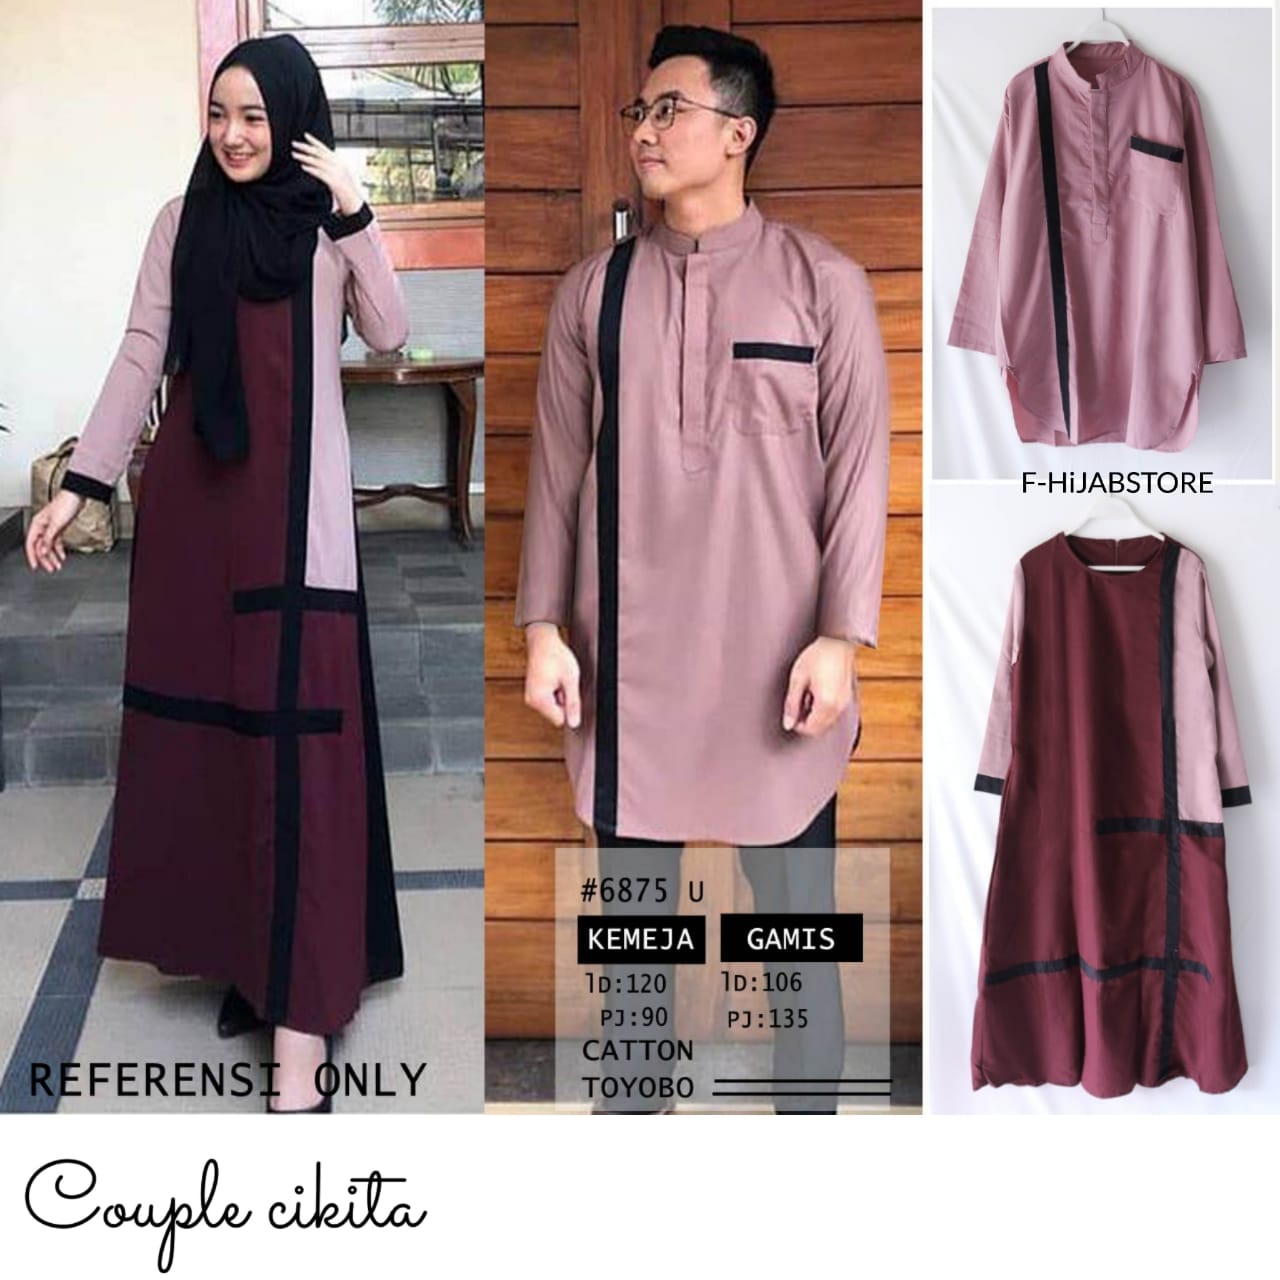 F-HiJABSTORE
#6875 U
KEMEJA GAMIS
lD:120 lD:106
PJ:90 PJ:135
CATTON
TOYOBO
REFERENSI ONLY
Couple cikita